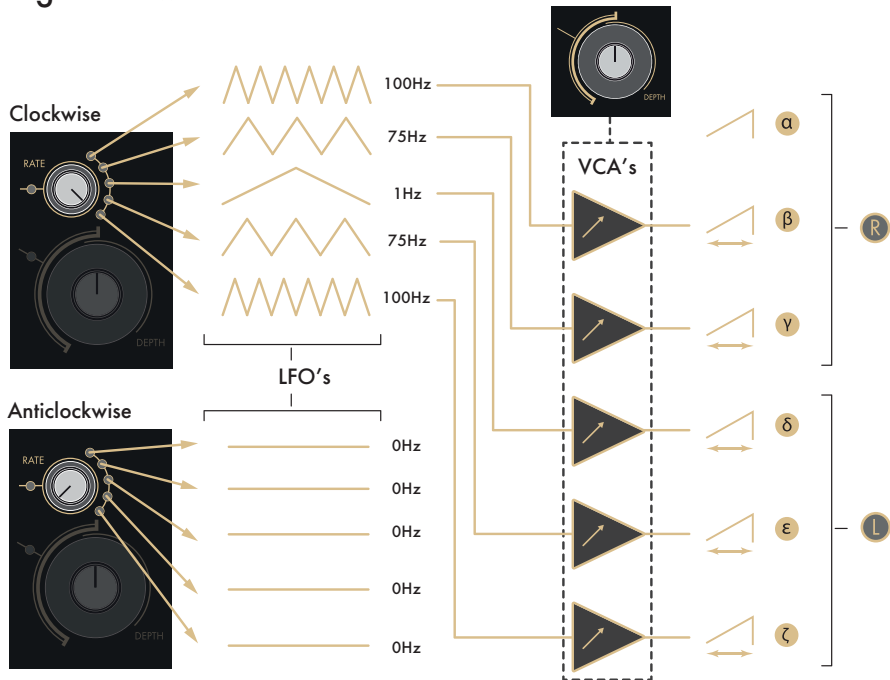 DEPTH
100Hz
α
Clockwise
75Hz
RATE
VCA's
1Hz
β
R
75Hz
100Hz
γ
DEPTH
LFO's
Anticlockwise
δ
0Hz
RATE
0Hz
0Hz
ε
L
0Hz
DEPTH
0Hz
ζ